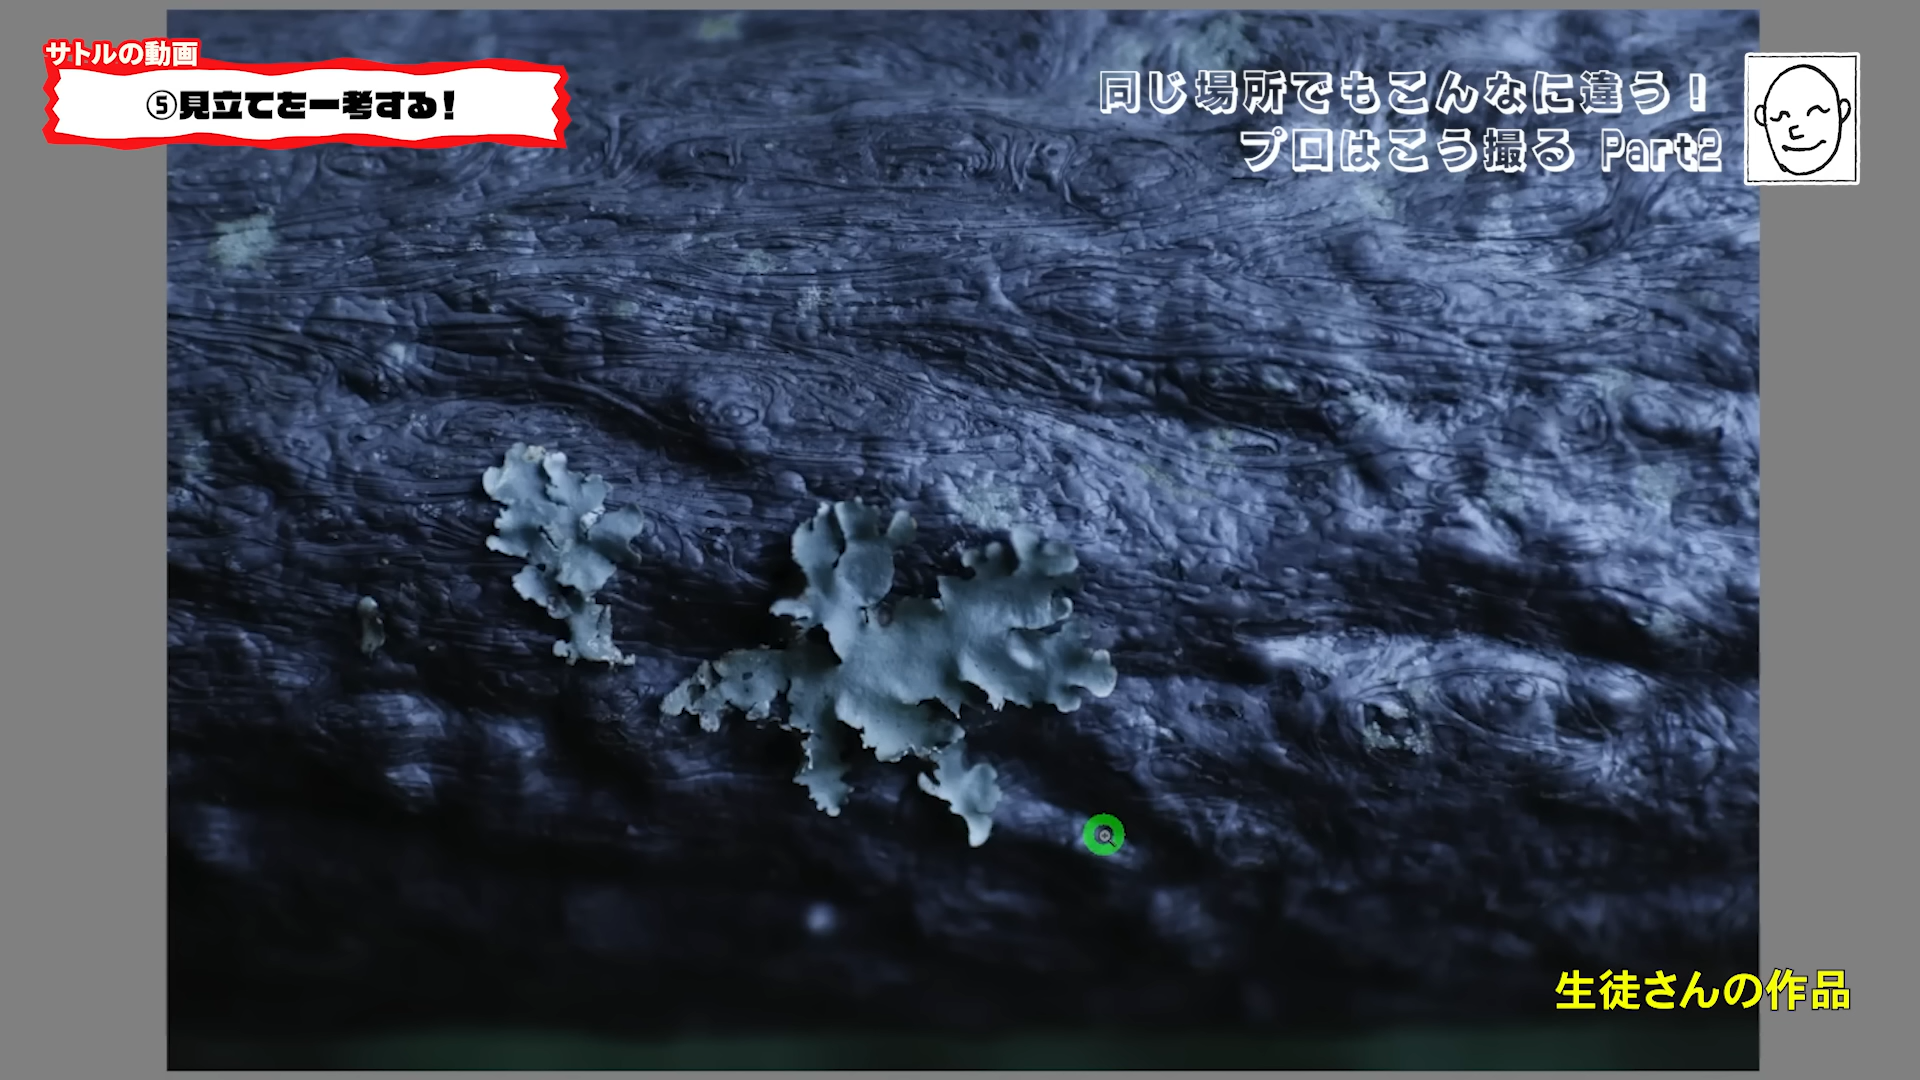 サトルの動画
⑤見立てを一考する！
同じ場所でもこんなに違う！
プロはこう撮る Part2
生徒さんの作品